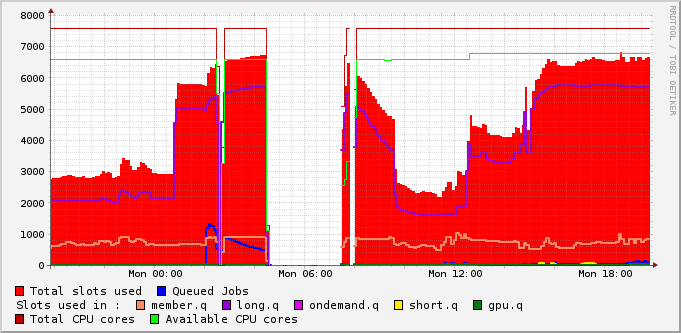 8000
7000
6000
5000
4000
3000
2000
1000
0
Mon 00:00 Mon 06:00 Mon 12:00 Mon 18:00
RRDTOOL / TOBI OETIKER
Total slots used Queued Jobs
Slots used in : member.q long.q ondemand.q short.q gpu.q
Total CPU cores Available CPU cores